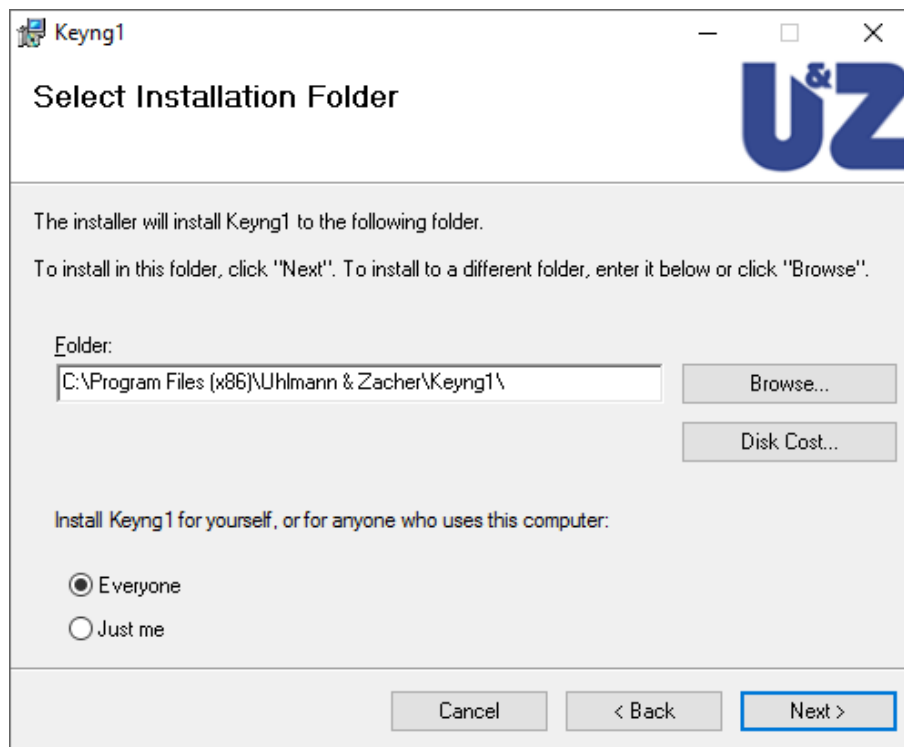 Keyng1
Select Installation Folder
U&Z
The installer will install Keyng1 to the following folder.
To install in this folder, click "Next". To install to a different folder, enter it below or click "Browse".
Folder:
C:\Program Files (x86)\Uhlmann & Zacher\Keyng1\
Browse...
Disk Cost...
Install Keyng1 for yourself, or for anyone who uses this computer:
Everyone
Just me
Cancel
< Back
Next >